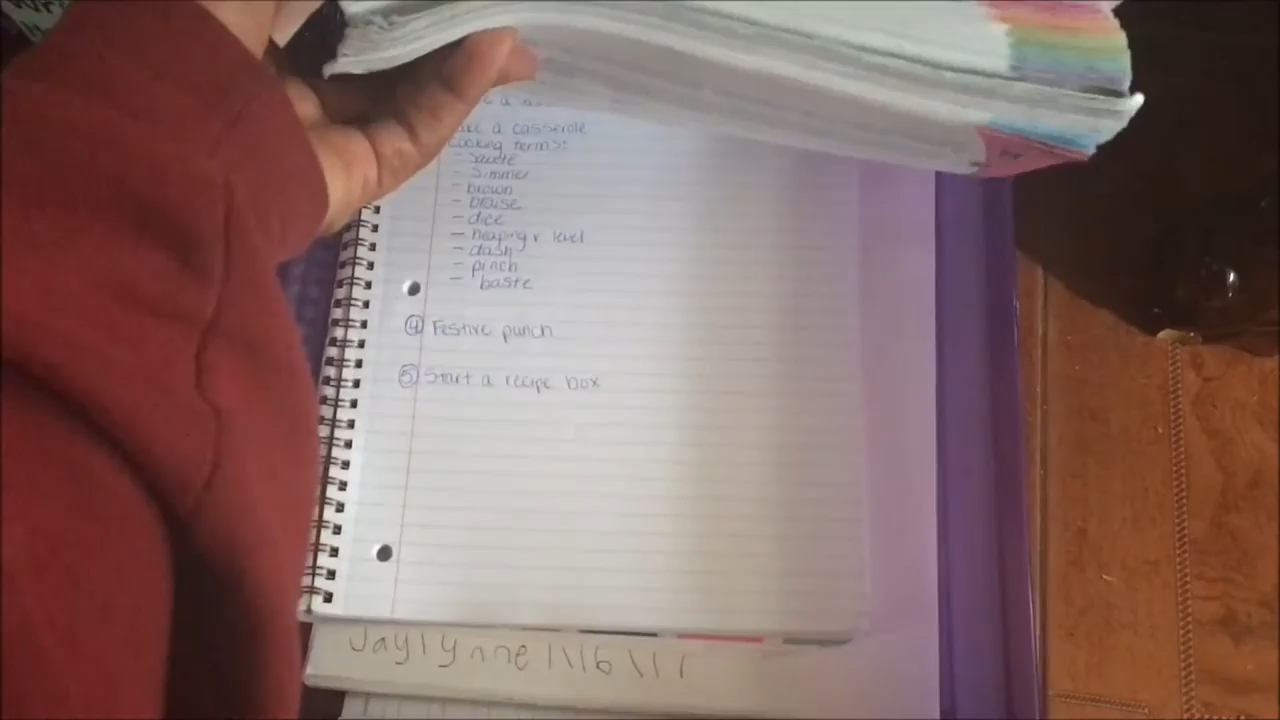 a casserole
Cooking terms:
- Sauté
- Simmer
- brown
- braise
- dice
- heaping v level
- dash
- pinch
- baste
④ Festive punch
⑤ Start a recipe box
Jaylynne 1\16\11